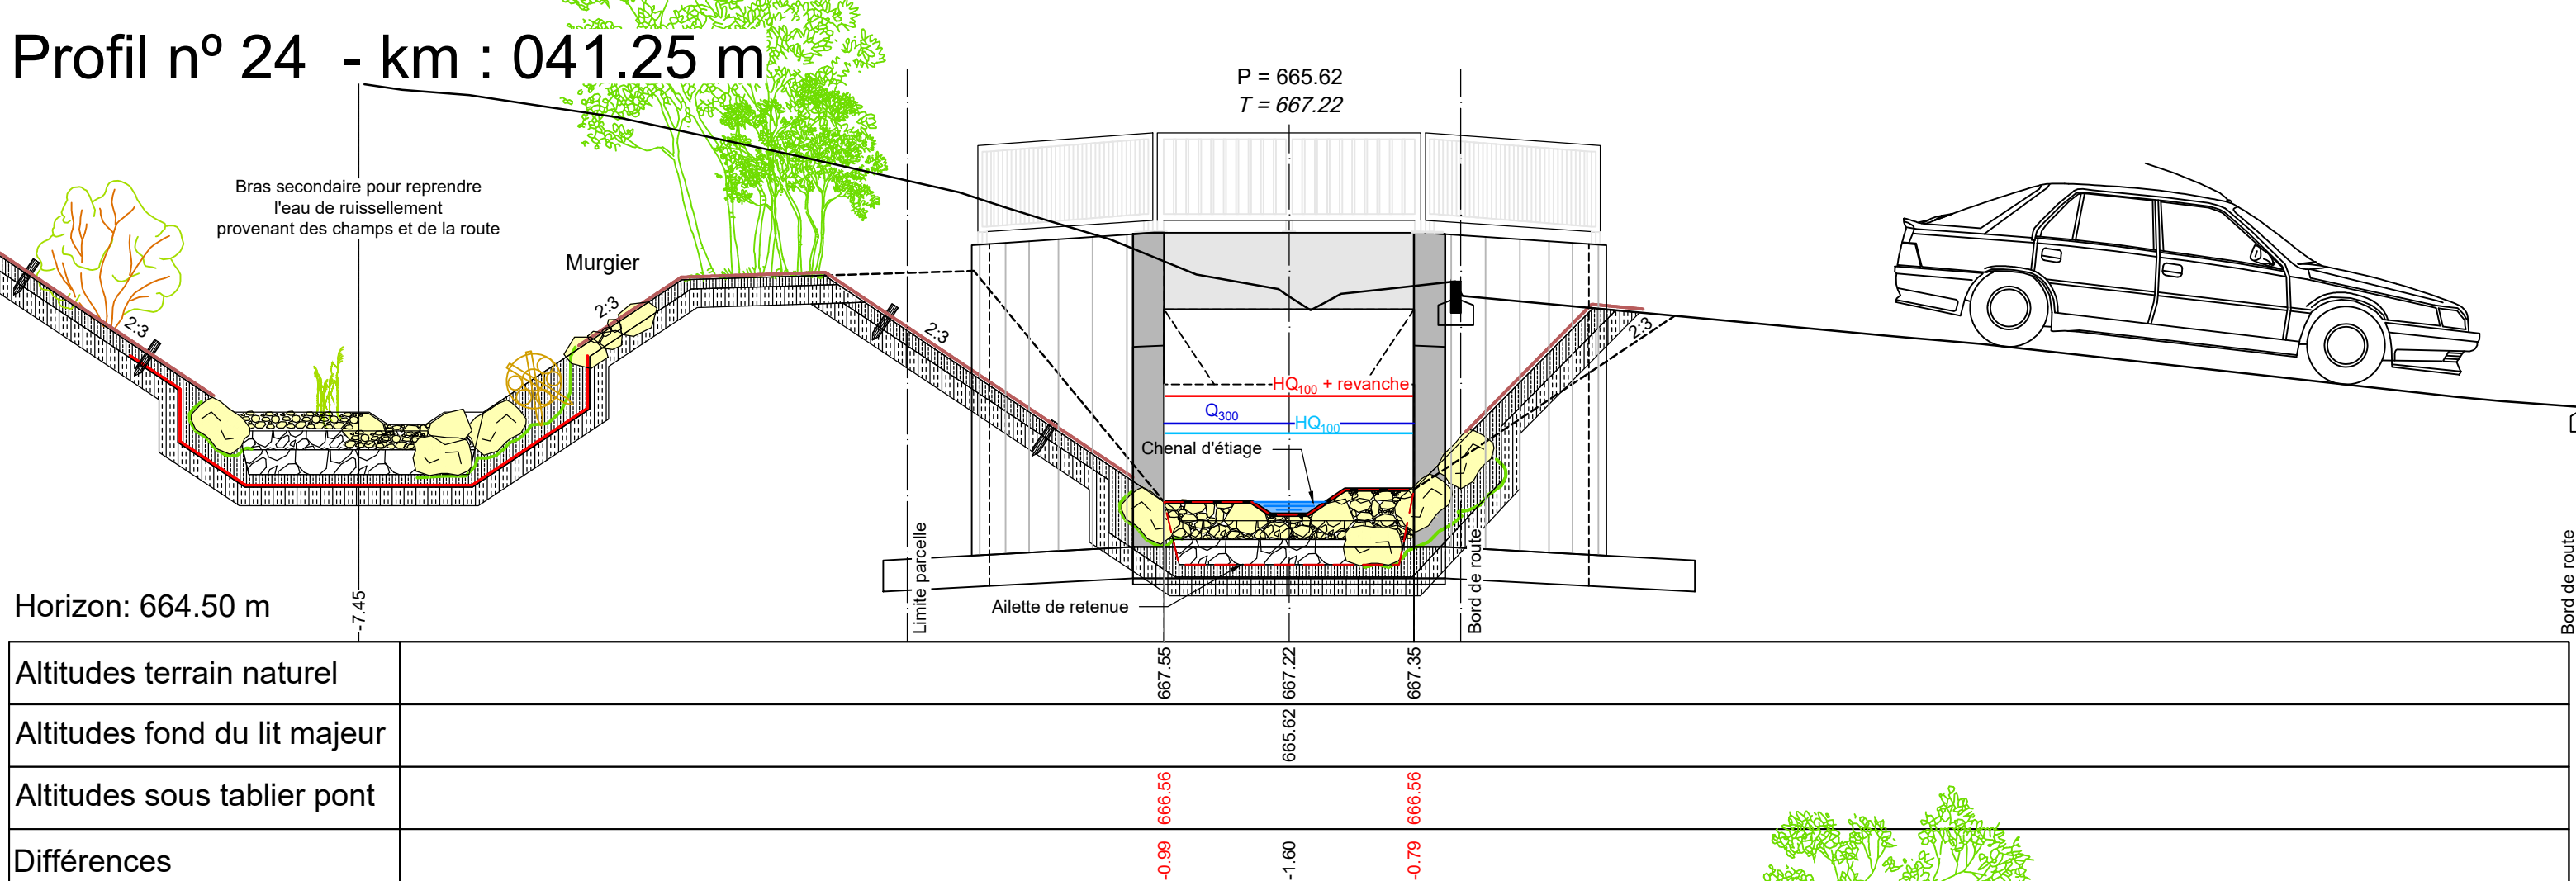 Profil nº 24 - km : 041.25 m
P = 665.62
T = 667.22
Bras secondaire pour reprendre
l'eau de ruissellement
provenant des champs et de la route
Murgier
2:3
2:3
2:3
2:3
HQ100 + revanche
Q300
HQ100
Chenal d'étiage
Ailette de retenue
Limite parcelle
Bord de route
Bord de route
Horizon: 664.50 m
-7.45
Altitudes terrain naturel 667.55 667.22 667.35
Altitudes fond du lit majeur 665.62
Altitudes sous tablier pont 666.56 666.56
Différences -0.99 -1.60 -0.79